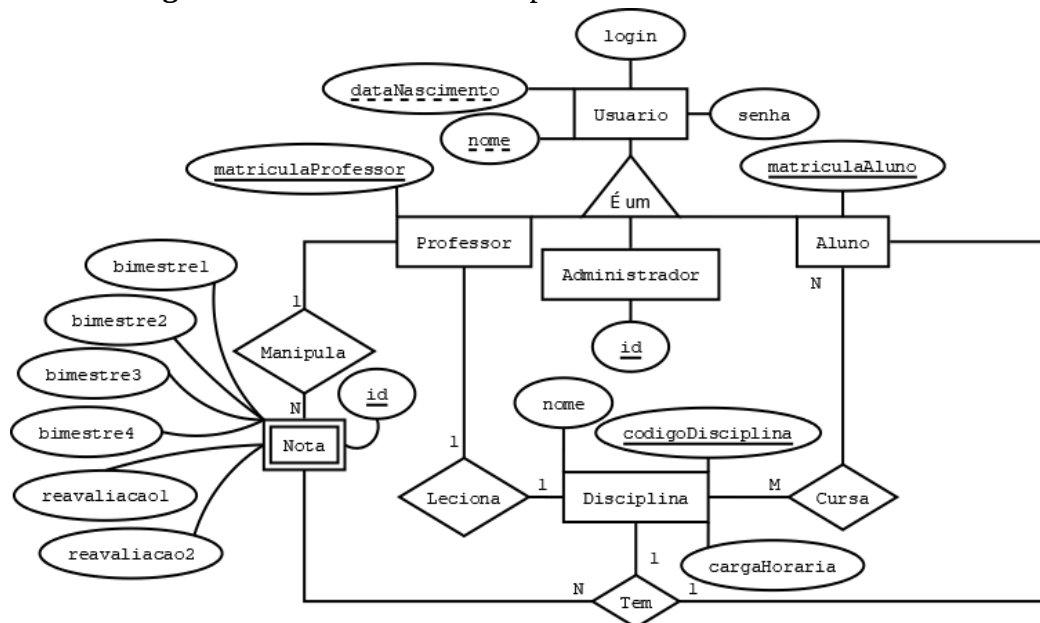 login
dataNascimento
Usuario
senha
nome
matriculaProfessor
matriculaAluno
É um
Professor
Aluno
bimestre1
Administrador
N
1
bimestre2
Manipula
id
bimestre3
id
nome
N
bimestre4
codigoDisciplina
Nota
1
reavaliacao1
Leciona
1
Disciplina
M
Cursa
reavaliacao2
1
cargaHoraria
N
1
Tem